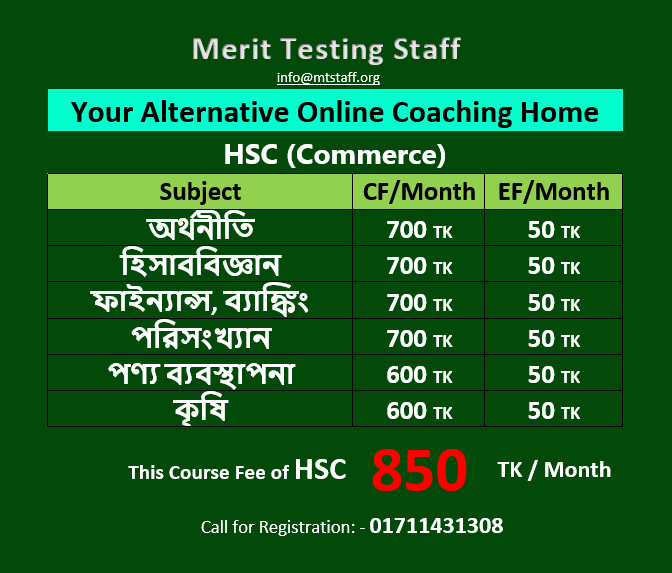 Merit Testing Staff
info@mtstaff.org
Your Alternative Online Coaching Home
HSC (Commerce)
Subject CF/Month EF/Month
অর্থনীতি 700 TK 50 TK
হিসাববিজ্ঞান 700 TK 50 TK
ফাইন্যান্স, ব্যাঙ্কিং 700 TK 50 TK
পরিসংখ্যান 700 TK 50 TK
পণ্য ব্যবস্থাপনা 600 TK 50 TK
কৃষি 600 TK 50 TK
This Course Fee of HSC 850 TK / Month
Call for Registration: - 01711431308